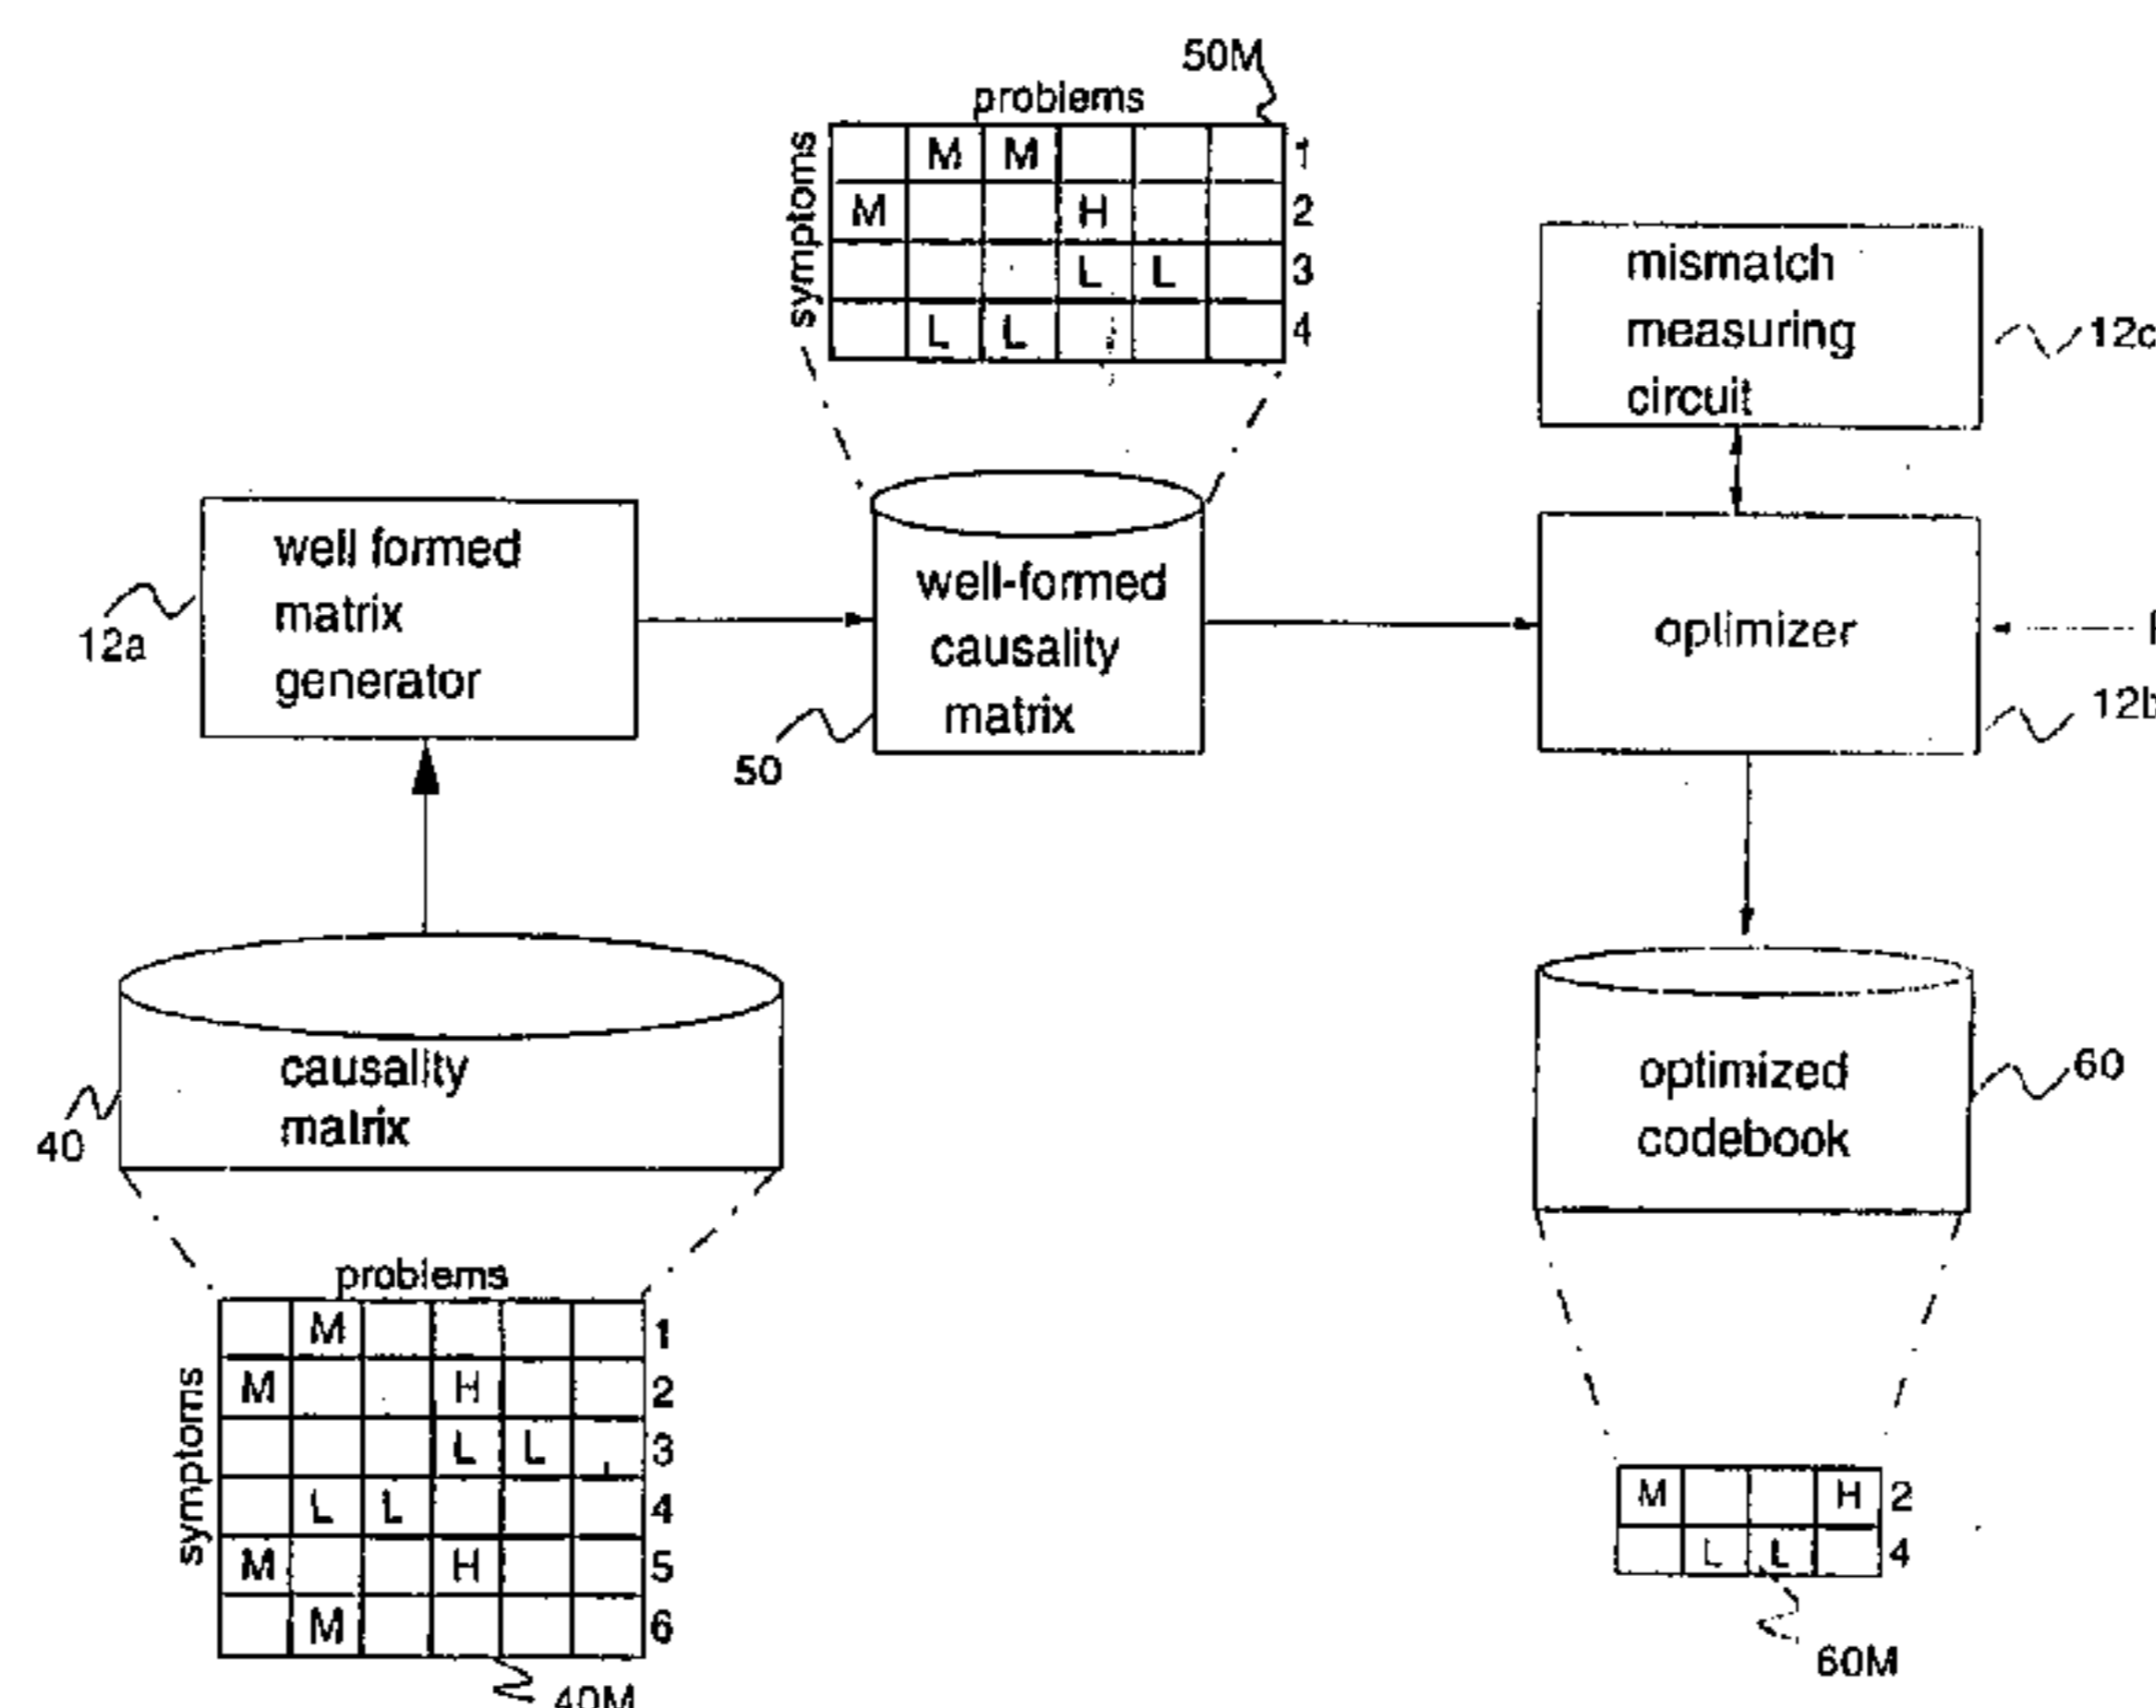 50M
problems
symptoms
M M 1
M H 2
L L 3
L L 4
mismatch
measuring
circuit
12c
well formed
matrix
generator
12a
well-formed
causality
matrix
50
optimizer
12b
causality
matrix
40
optimized
codebook
60
problems
symptoms
M 1
M H 2
L L 3
L L 4
M H 5
M 6
40M
M H 2
L L 4
60M